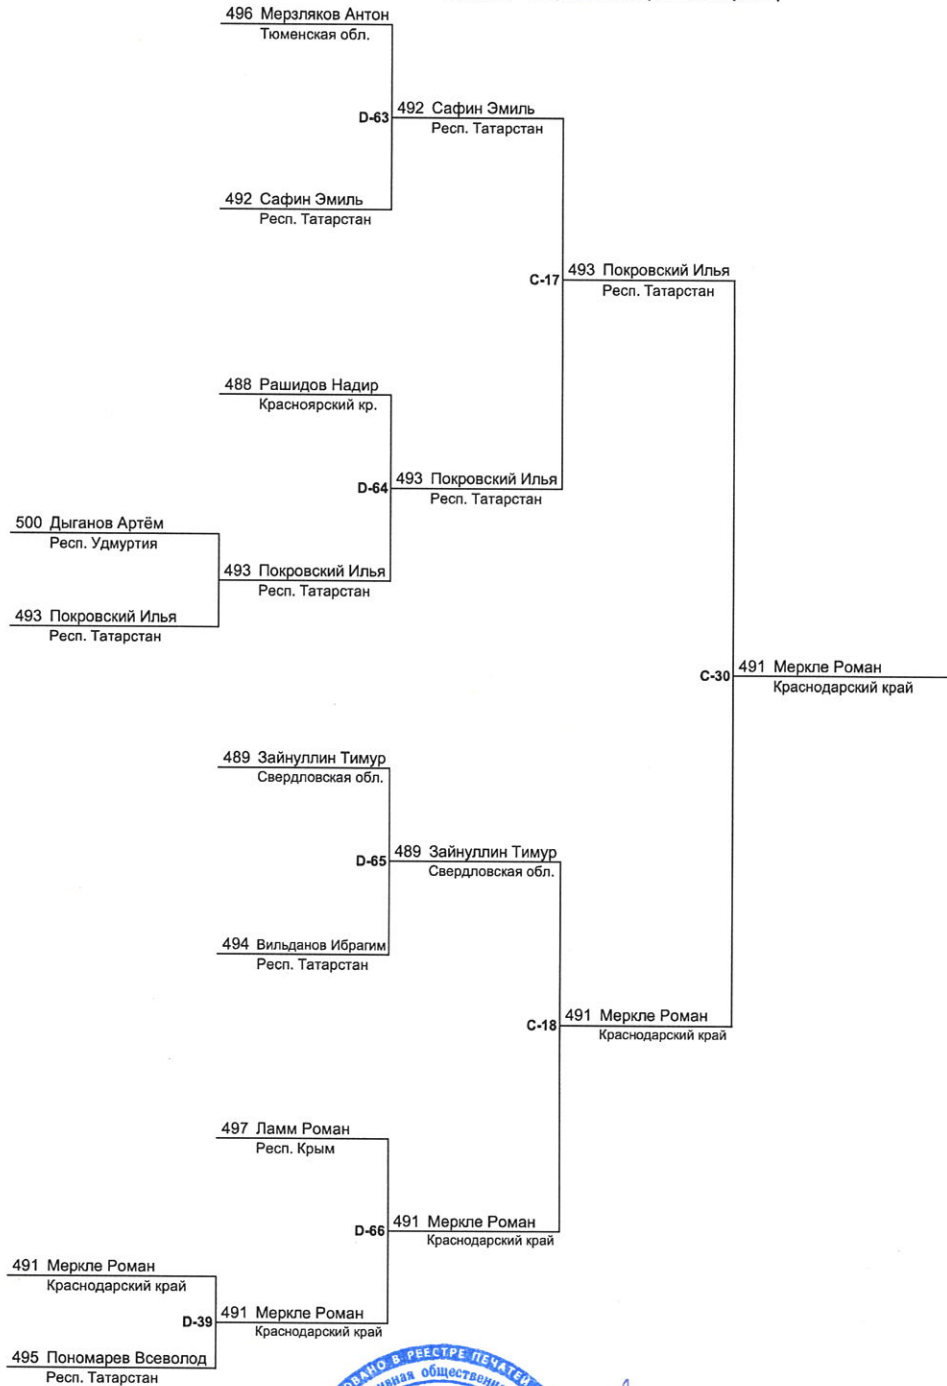 496 Мерзляков Антон
Тюменская обл.
D-63
492 Сафин Эмиль
Респ. Татарстан
492 Сафин Эмиль
Респ. Татарстан
C-17
493 Покровский Илья
Респ. Татарстан
488 Рашидов Надир
Красноярский кр.
D-64
493 Покровский Илья
Респ. Татарстан
500 Дыганов Артём
Респ. Удмуртия
493 Покровский Илья
Респ. Татарстан
493 Покровский Илья
Респ. Татарстан
C-30
491 Меркле Роман
Краснодарский край
489 Зайнуллин Тимур
Свердловская обл.
D-65
489 Зайнуллин Тимур
Свердловская обл.
494 Вильданов Ибрагим
Респ. Татарстан
C-18
491 Меркле Роман
Краснодарский край
497 Ламм Роман
Респ. Крым
D-66
491 Меркле Роман
Краснодарский край
491 Меркле Роман
Краснодарский край
D-39
491 Меркле Роман
Краснодарский край
495 Пономарев Всеволод
Респ. Татарстан
В РЕЕСТРЕ ПЕЧАТЕЙ